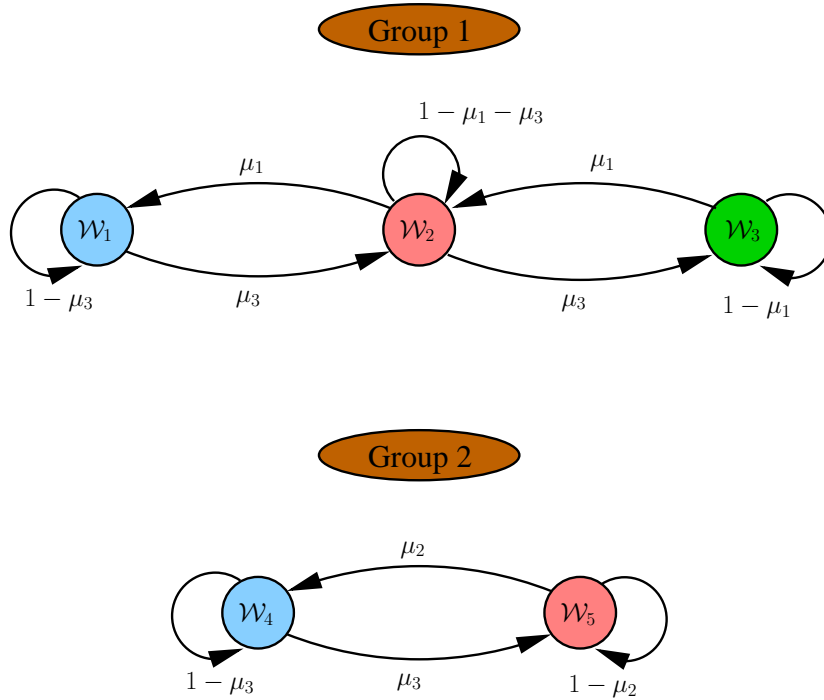 Group 1
1 − μ₁ − μ₃
μ₁
μ₁
𝒲₁
𝒲₂
𝒲₃
1 − μ₃
μ₃
μ₃
1 − μ₁
Group 2
μ₂
𝒲₄
𝒲₅
1 − μ₃
μ₃
1 − μ₂